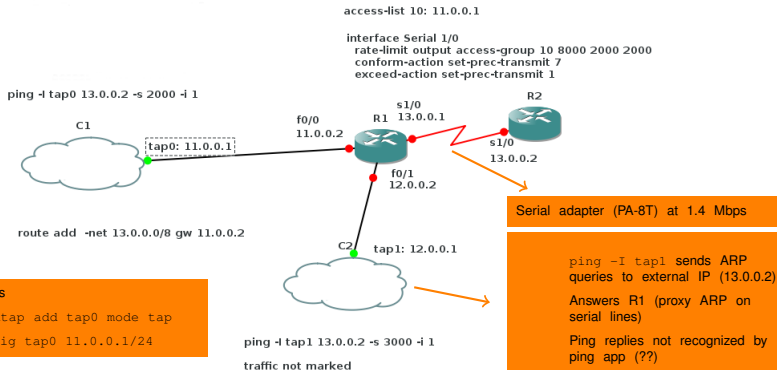 access-list 10: 11.0.0.1
interface Serial 1/0
rate-limit output access-group 10 8000 2000 2000
conform-action set-prec-transmit 7
exceed-action set-prec-transmit 1
ping -I tap0 13.0.0.2 -s 2000 -i 1
C1
tap0: 11.0.0.1
f0/0
11.0.0.2
R1
s1/0
13.0.0.1
R2
s1/0
13.0.0.2
f0/1
12.0.0.2
Serial adapter (PA-8T) at 1.4 Mbps
route add -net 13.0.0.0/8 gw 11.0.0.2
C2
tap1: 12.0.0.1
ping -I tap1 sends ARP
queries to external IP (13.0.0.2)
Answers R1 (proxy ARP on
serial lines)
Ping replies not recognized by
ping app (??)
s
tap add tap0 mode tap
ig tap0 11.0.0.1/24
ping -I tap1 13.0.0.2 -s 3000 -i 1
traffic not marked